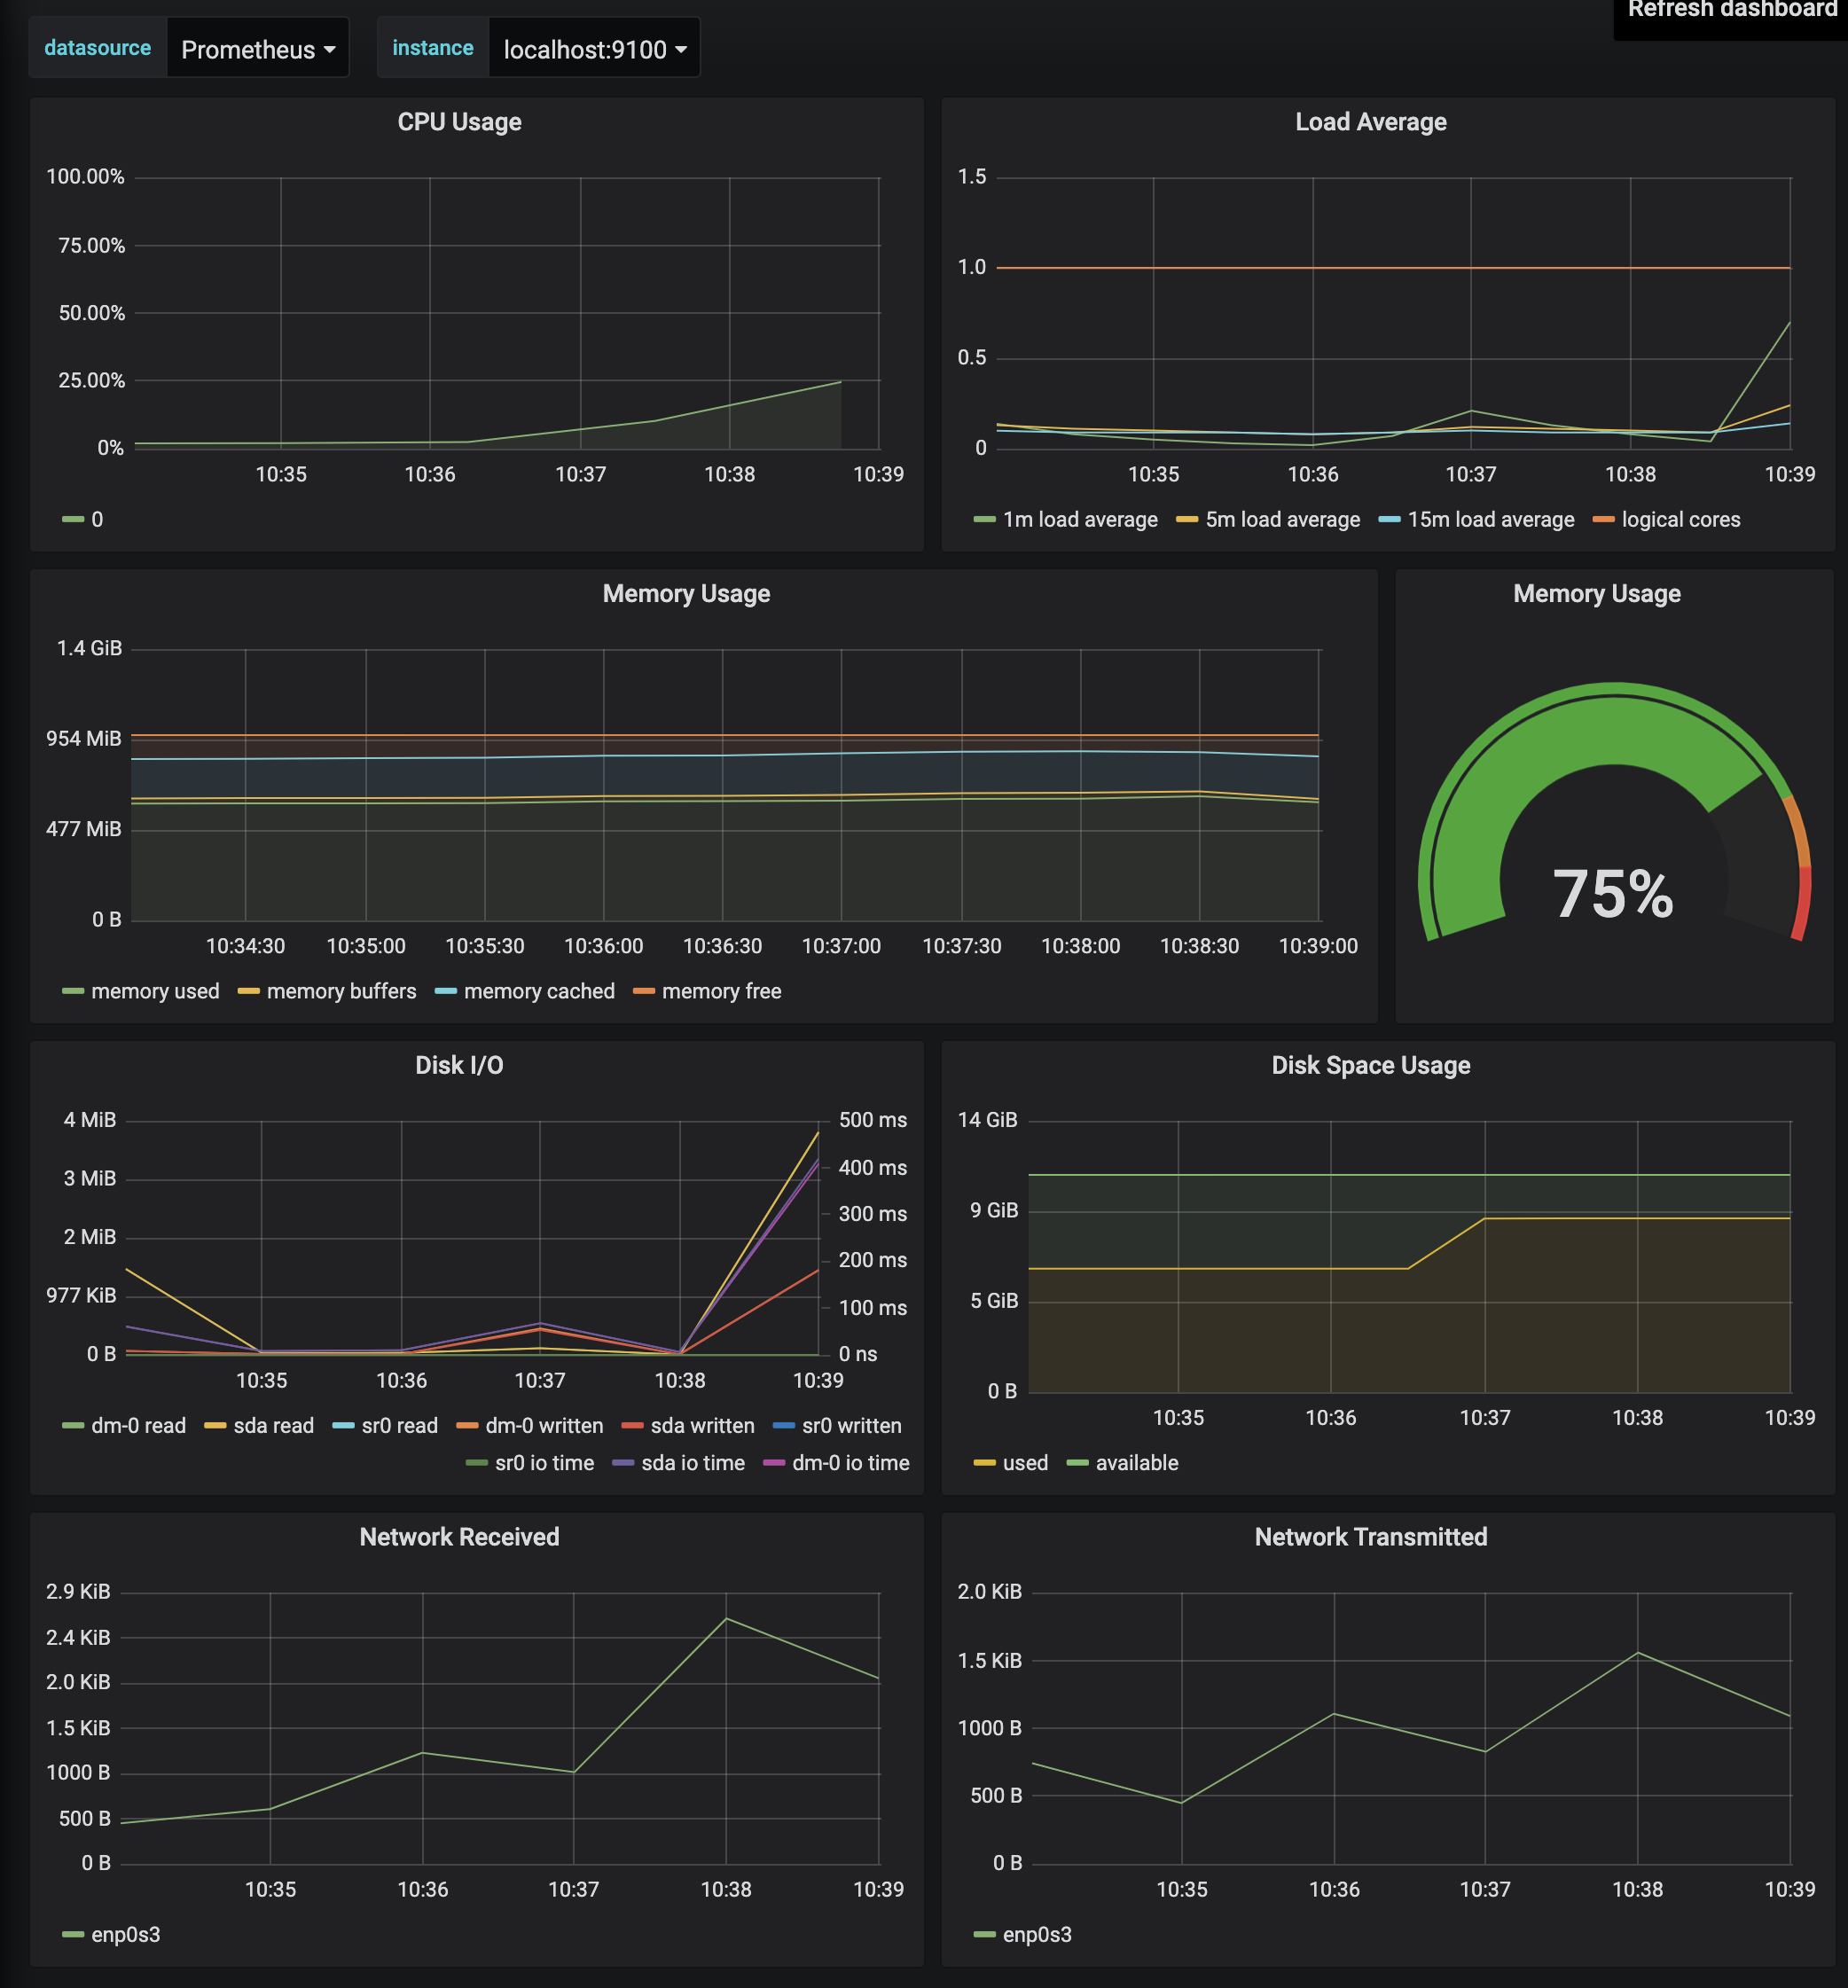 Refresh dashboard
datasource Prometheus instance localhost:9100
CPU Usage
100.00%
75.00%
50.00%
25.00%
0%
10:35 10:36 10:37 10:38 10:39
0
Load Average
1.5
1.0
0.5
0
10:35 10:36 10:37 10:38 10:39
1m load average 5m load average 15m load average logical cores
Memory Usage
1.4 GiB
954 MiB
477 MiB
0 B
10:34:30 10:35:00 10:35:30 10:36:00 10:36:30 10:37:00 10:37:30 10:38:00 10:38:30 10:39:00
memory used memory buffers memory cached memory free
Memory Usage
75%
Disk I/O
4 MiB
3 MiB
2 MiB
977 KiB
0 B
500 ms
400 ms
300 ms
200 ms
100 ms
0 ns
10:35 10:36 10:37 10:38 10:39
dm-0 read sda read sr0 read dm-0 written sda written sr0 written
sr0 io time sda io time dm-0 io time
Disk Space Usage
14 GiB
9 GiB
5 GiB
0 B
10:35 10:36 10:37 10:38 10:39
used available
Network Received
2.9 KiB
2.4 KiB
2.0 KiB
1.5 KiB
1000 B
500 B
0 B
10:35 10:36 10:37 10:38 10:39
enp0s3
Network Transmitted
2.0 KiB
1.5 KiB
1000 B
500 B
0 B
10:35 10:36 10:37 10:38 10:39
enp0s3